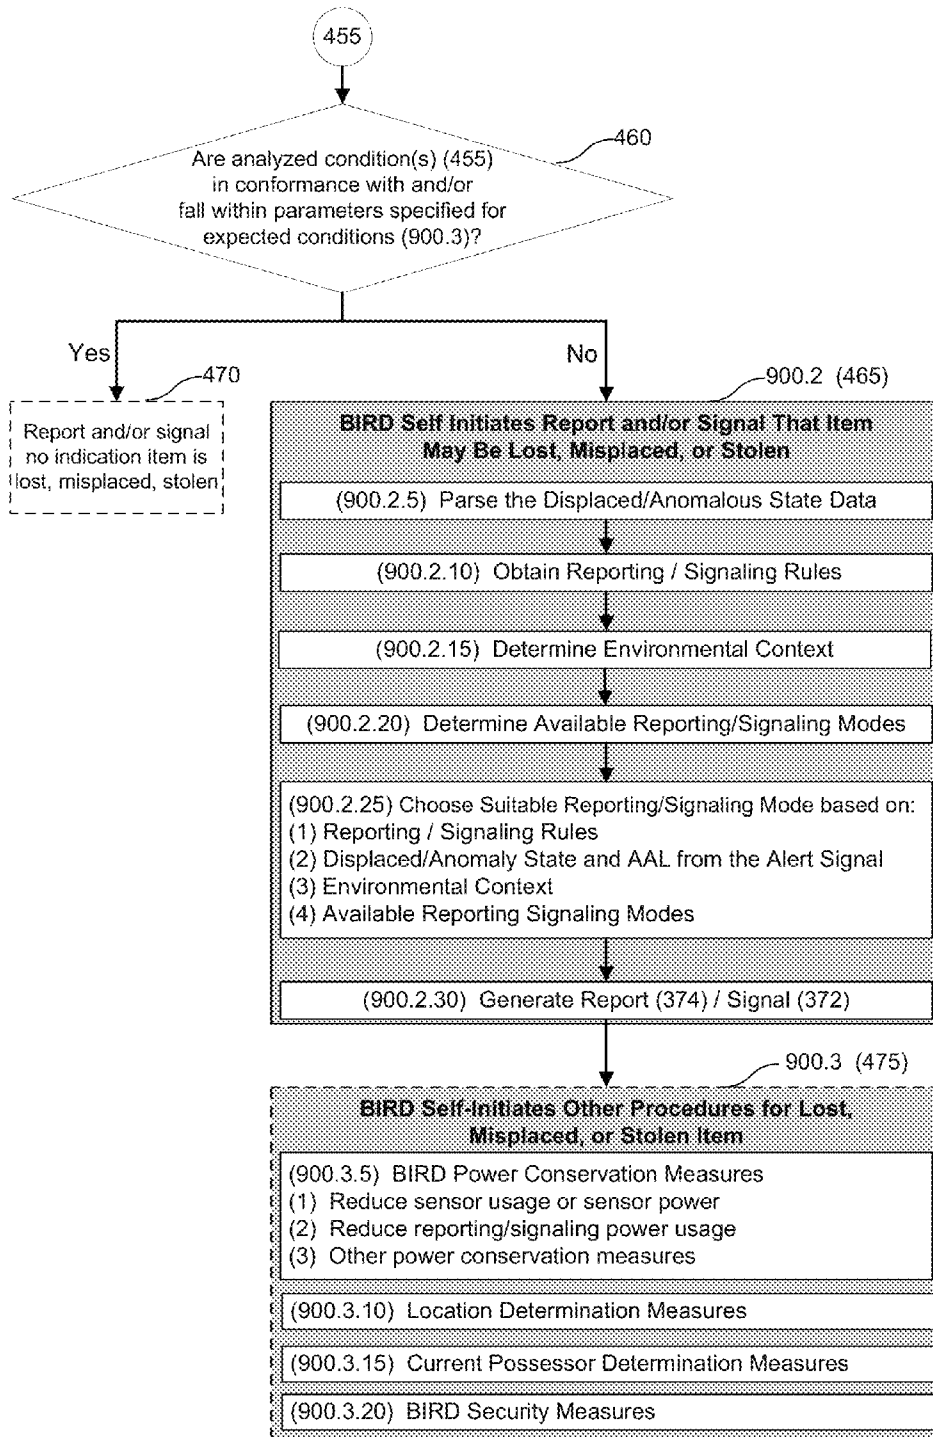 455
460
Are analyzed condition(s) (455)
in conformance with and/or
fall within parameters specified for
expected conditions (900.3)?
Yes
No
470
900.2 (465)
Report and/or signal
no indication item is
lost, misplaced, stolen
BIRD Self Initiates Report and/or Signal That Item
May Be Lost, Misplaced, or Stolen
(900.2.5) Parse the Displaced/Anomalous State Data
(900.2.10) Obtain Reporting / Signaling Rules
(900.2.15) Determine Environmental Context
(900.2.20) Determine Available Reporting/Signaling Modes
(900.2.25) Choose Suitable Reporting/Signaling Mode based on:
(1) Reporting / Signaling Rules
(2) Displaced/Anomaly State and AAL from the Alert Signal
(3) Environmental Context
(4) Available Reporting Signaling Modes
(900.2.30) Generate Report (374) / Signal (372)
900.3 (475)
BIRD Self-Initiates Other Procedures for Lost,
Misplaced, or Stolen Item
(900.3.5) BIRD Power Conservation Measures
(1) Reduce sensor usage or sensor power
(2) Reduce reporting/signaling power usage
(3) Other power conservation measures
(900.3.10) Location Determination Measures
(900.3.15) Current Possessor Determination Measures
(900.3.20) BIRD Security Measures